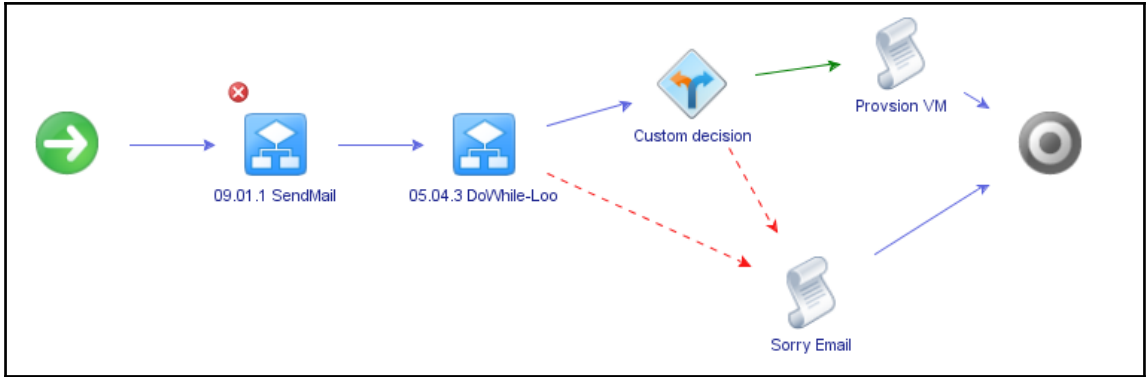 Provsion VM
Custom decision
09.01.1 SendMail
05.04.3 DoWhile-Loo
Sorry Email